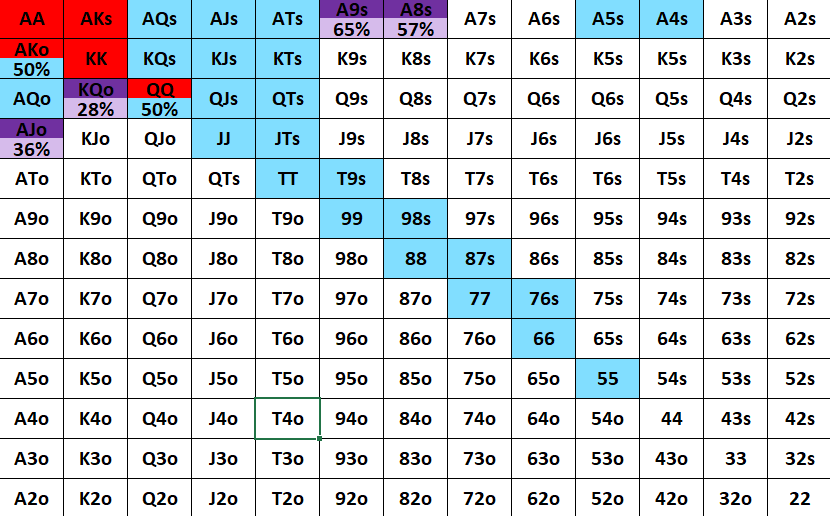 AA AKs AQs AJs ATs A9s 65% A8s 57% A7s A6s A5s A4s A3s A2s
AKo 50% KK KQs KJs KTs K9s K8s K7s K6s K5s K5s K3s K2s
AQo KQo 28% QQ 50% QJs QTs Q9s Q8s Q7s Q6s Q6s Q5s Q4s Q2s
AJo 36% KJo QJo JJ JTs J9s J8s J7s J6s J6s J5s J4s J2s
ATo KTo QTo QTs TT T9s T8s T7s T6s T6s T5s T4s T2s
A9o K9o Q9o J9o T9o 99 98s 97s 96s 95s 94s 93s 92s
A8o K8o Q8o J8o T8o 98o 88 87s 86s 85s 84s 83s 82s
A7o K7o Q7o J7o T7o 97o 87o 77 76s 75s 74s 73s 72s
A6o K6o Q6o J6o T6o 96o 86o 76o 66 65s 64s 63s 62s
A5o K5o Q5o J5o T5o 95o 85o 75o 65o 55 54s 53s 52s
A4o K4o Q4o J4o T4o 94o 84o 74o 64o 54o 44 43s 42s
A3o K3o Q3o J3o T3o 93o 83o 73o 63o 53o 43o 33 32s
A2o K2o Q2o J2o T2o 92o 82o 72o 62o 52o 42o 32o 22